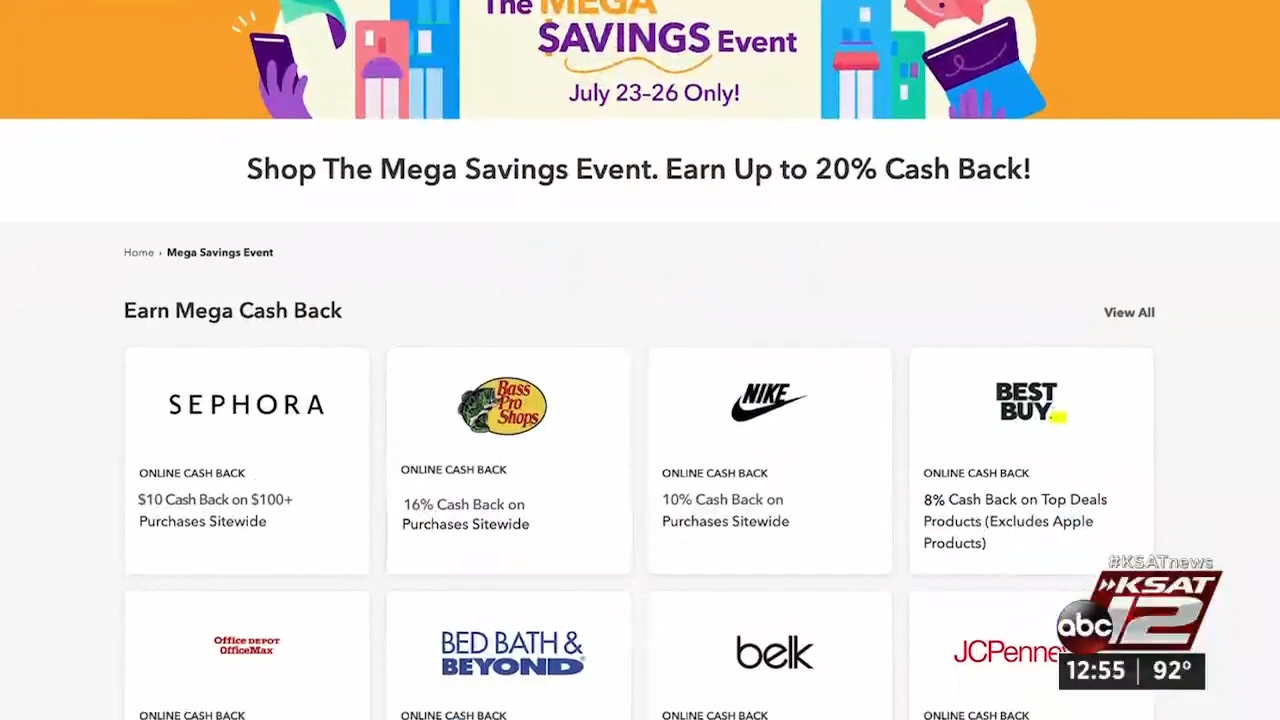 The MEGA
SAVINGS Event
July 23-26 Only!
Shop The Mega Savings Event. Earn Up to 20% Cash Back!
Home › Mega Savings Event
Earn Mega Cash Back
View All
SEPHORA
ONLINE CASH BACK
$10 Cash Back on $100+
Purchases Sitewide
Bass
Pro
Shops
ONLINE CASH BACK
16% Cash Back on
Purchases Sitewide
NIKE
ONLINE CASH BACK
10% Cash Back on
Purchases Sitewide
BEST
BUY
ONLINE CASH BACK
8% Cash Back on Top Deals
Products (Excludes Apple
Products)
Office DEPOT
OfficeMax
ONLINE CASH BACK
BED BATH &
BEYOND
ONLINE CASH BACK
belk
ONLINE CASH BACK
JCPenne
ONLINE CASH BACK
#KSATnews
KSAT
abc 12
12:55 | 92°